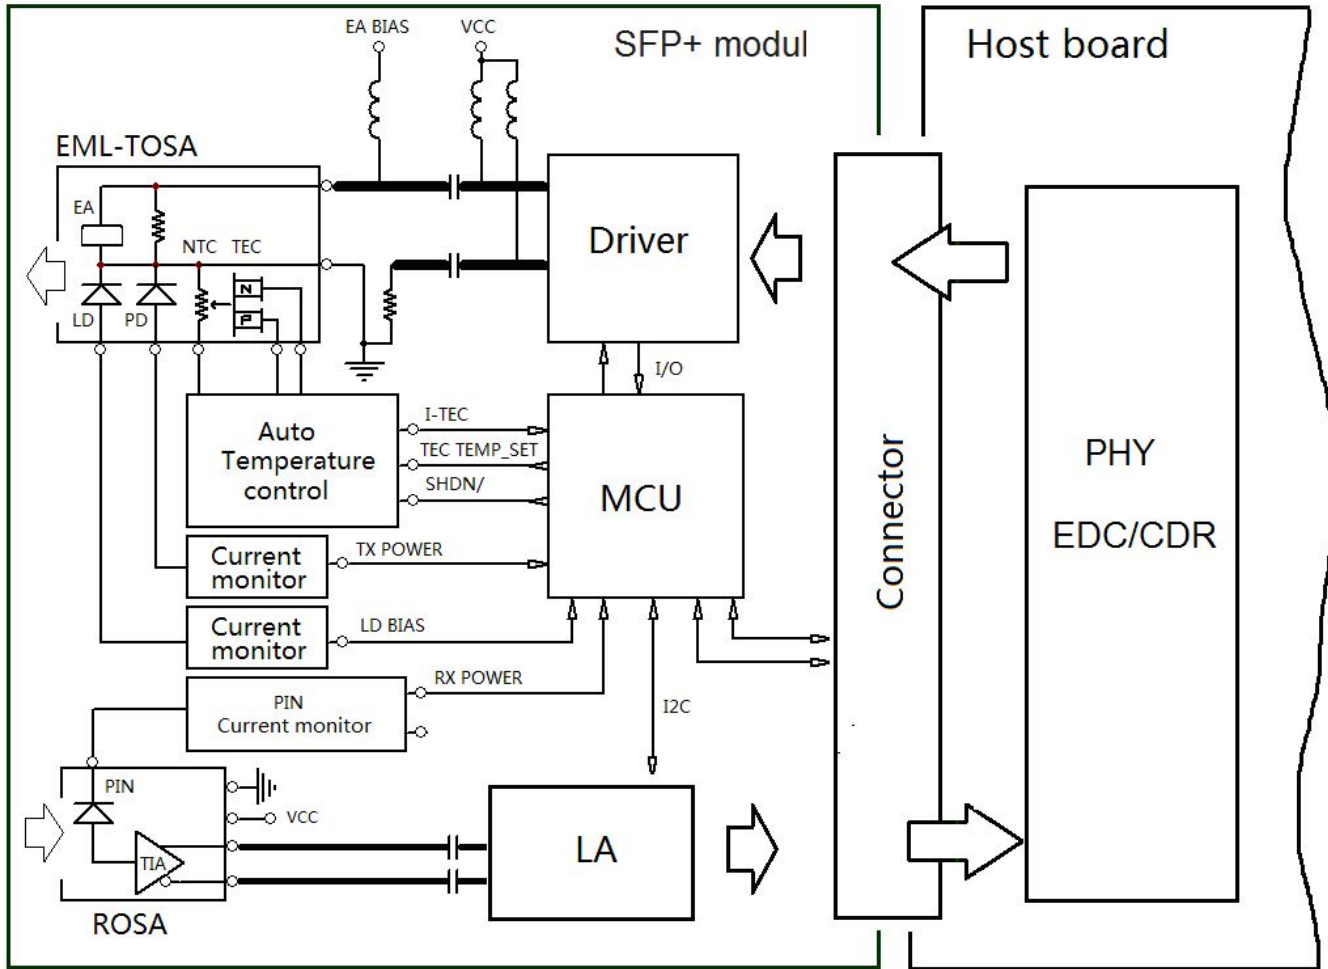 EA BIAS
VCC
SFP+ modul
Host board
EML-TOSA
EA
NTC TEC
N
P
LD
PD
Driver
I/O
Auto
Temperature
control
I-TEC
TEC TEMP_SET
SHDN/
MCU
Connector
PHY
EDC/CDR
Current
monitor
TX POWER
Current
monitor
LD BIAS
PIN
Current monitor
RX POWER
I2C
PIN
VCC
TIA
LA
ROSA